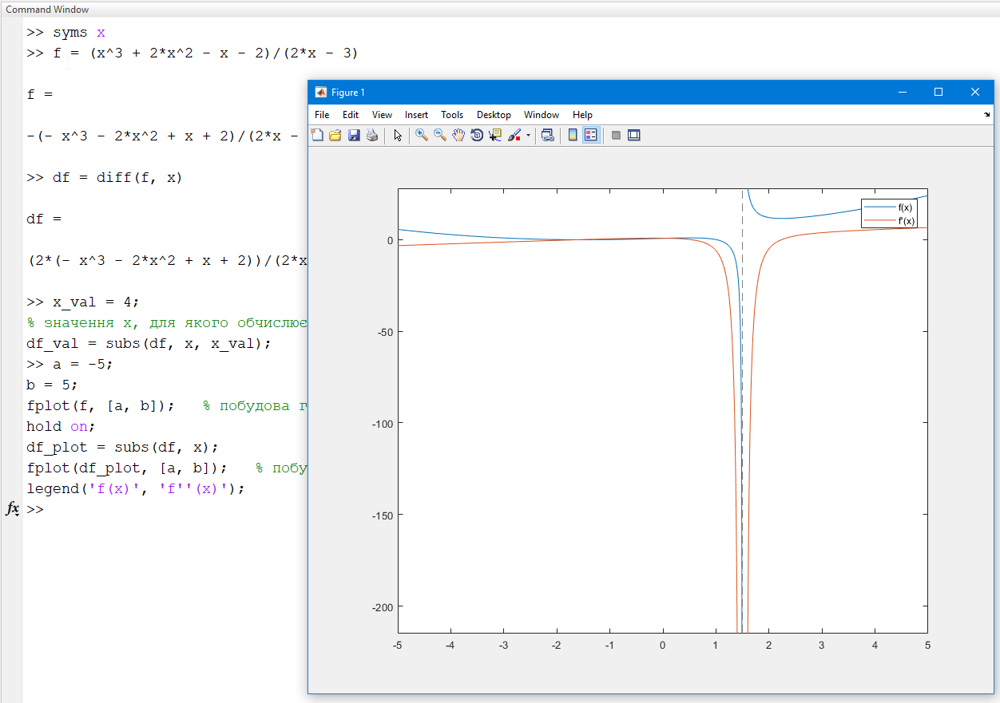 Command Window
>> syms x
>> f = (x^3 + 2*x^2 - x - 2)/(2*x - 3)
f =
-(- x^3 - 2*x^2 + x + 2)/(2*x -
>> df = diff(f, x)
df =
(2*(- x^3 - 2*x^2 + x + 2))/(2*x
>> x_val = 4;
% значення x, для якого обчислює
df_val = subs(df, x, x_val);
>> a = -5;
b = 5;
fplot(f, [a, b]);   % побудова г
hold on;
df_plot = subs(df, x);
fplot(df_plot, [a, b]);   % побу
legend('f(x)', 'f''(x)');
fx >>
Figure 1
File Edit View Insert Tools Desktop Window Help
f(x)
f'(x)
0
-50
-100
-150
-200
-5 -4 -3 -2 -1 0 1 2 3 4 5